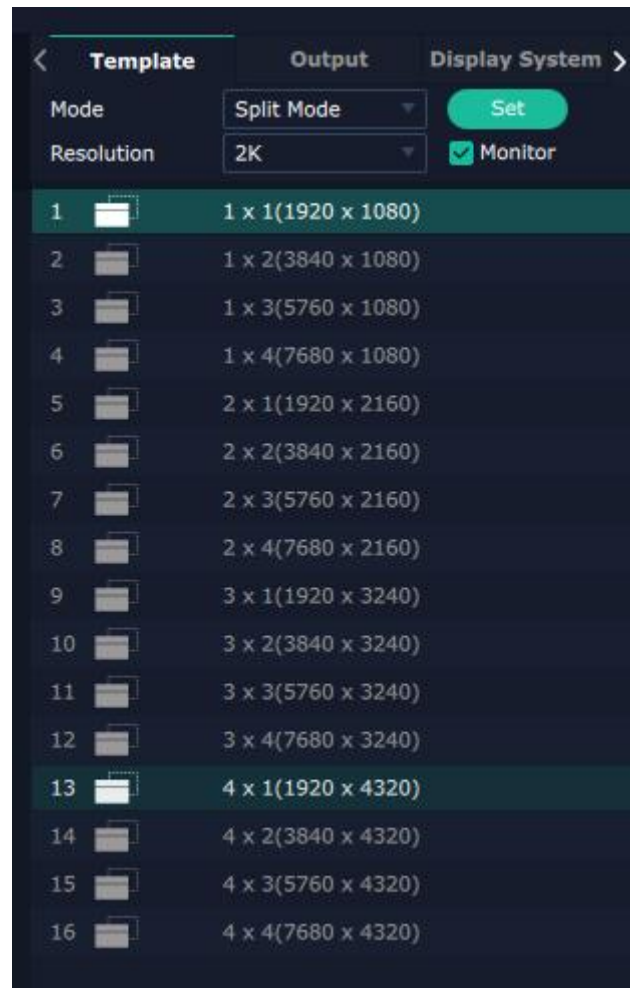 Template Output Display System
Mode Split Mode Set
Resolution 2K Monitor
1 1 x 1(1920 x 1080)
2 1 x 2(3840 x 1080)
3 1 x 3(5760 x 1080)
4 1 x 4(7680 x 1080)
5 2 x 1(1920 x 2160)
6 2 x 2(3840 x 2160)
7 2 x 3(5760 x 2160)
8 2 x 4(7680 x 2160)
9 3 x 1(1920 x 3240)
10 3 x 2(3840 x 3240)
11 3 x 3(5760 x 3240)
12 3 x 4(7680 x 3240)
13 4 x 1(1920 x 4320)
14 4 x 2(3840 x 4320)
15 4 x 3(5760 x 4320)
16 4 x 4(7680 x 4320)